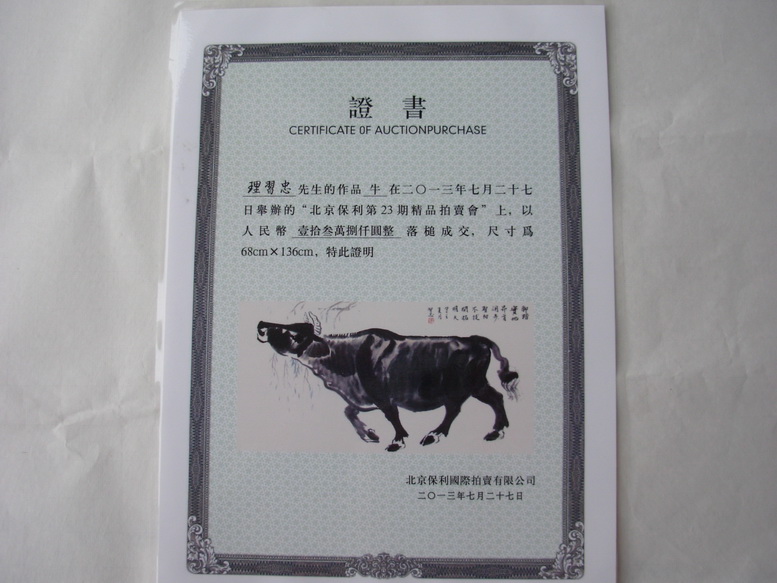 證書
CERTIFICATE OF AUCTIONPURCHASE
理習忠 先生的作品 牛 在二〇一三年七月二十七
日舉辦的“北京保利第23期精品拍賣會”上，以
人民幣 壹拾叁萬捌仟圓整 落槌成交，尺寸爲
68cm×136cm，特此證明
北京保利國際拍賣有限公司
二〇一三年七月二十七日